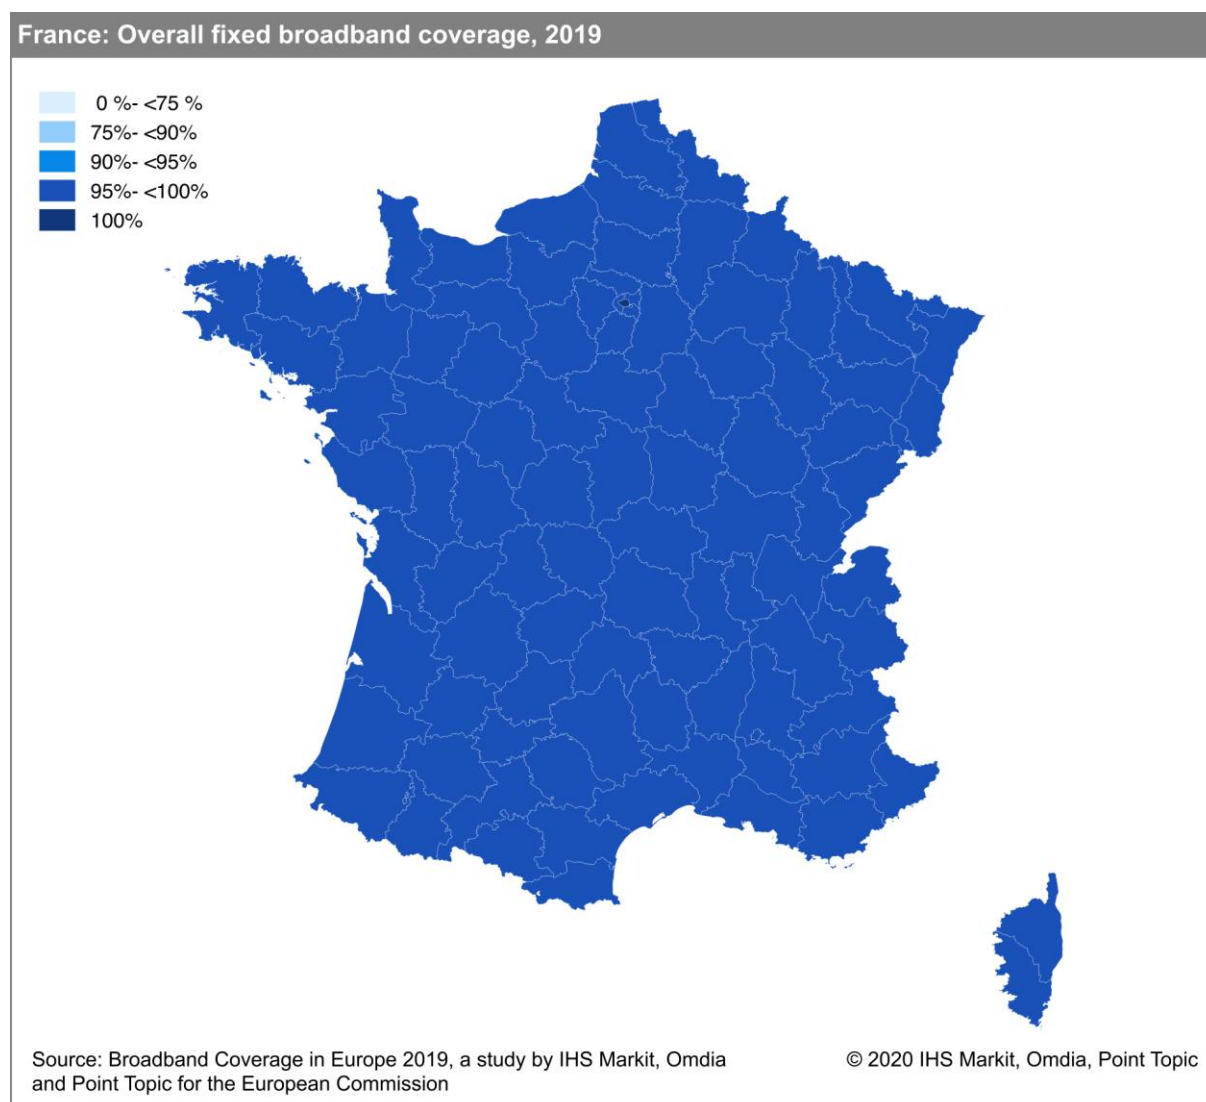 France: Overall fixed broadband coverage, 2019
0 %- <75 %
75%- <90%
90%- <95%
95%- <100%
100%
Source: Broadband Coverage in Europe 2019, a study by IHS Markit, Omdia
and Point Topic for the European Commission
© 2020 IHS Markit, Omdia, Point Topic